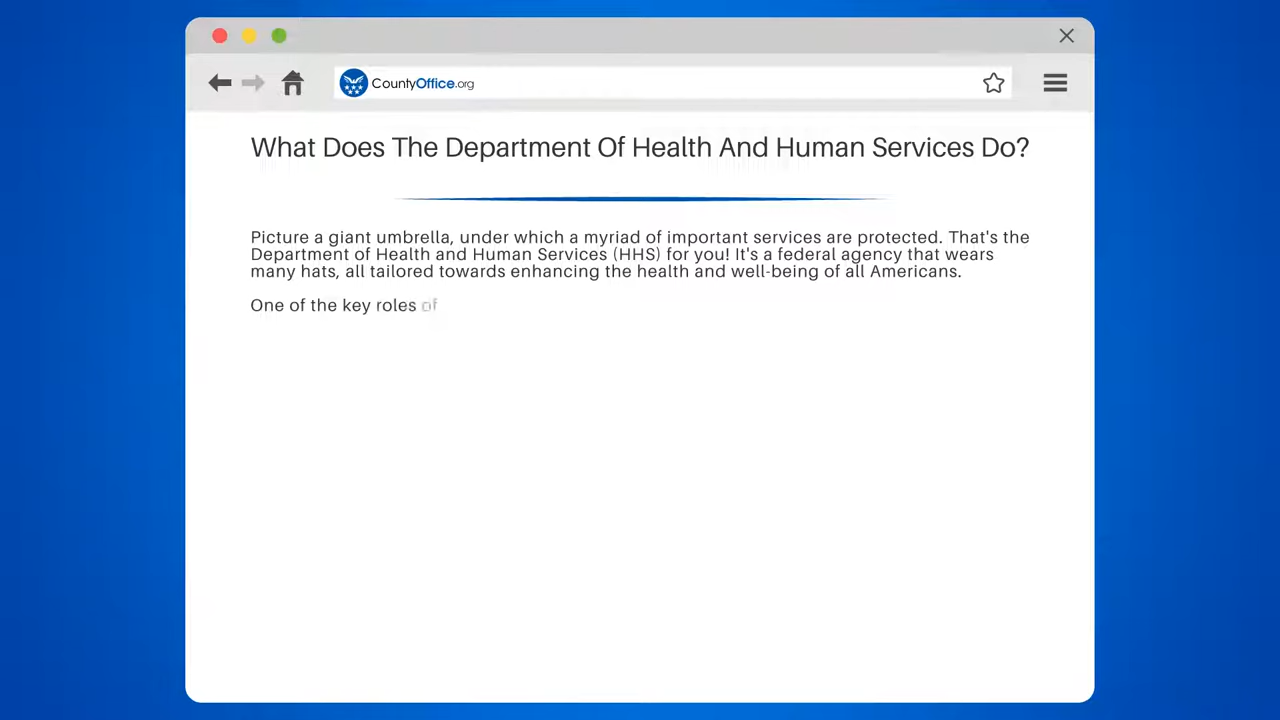 CountyOffice.org
What Does The Department Of Health And Human Services Do?
Picture a giant umbrella, under which a myriad of important services are protected. That's the
Department of Health and Human Services (HHS) for you! It's a federal agency that wears
many hats, all tailored towards enhancing the health and well-being of all Americans.
One of the key roles of